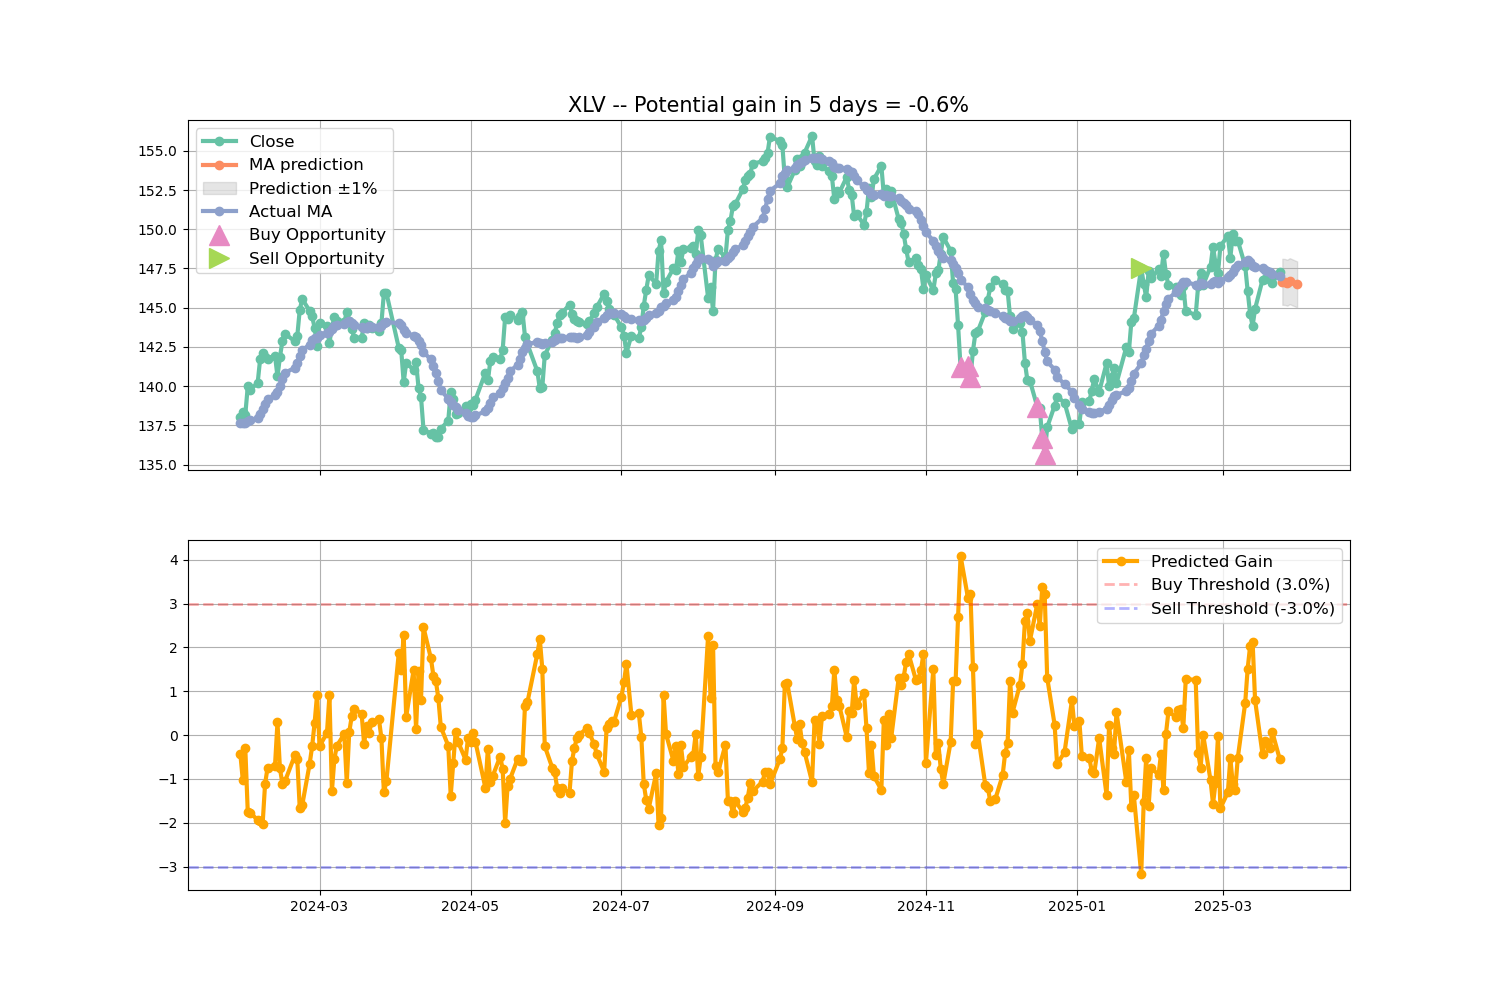 XLV -- Potential gain in 5 days = -0.6%
Close
MA prediction
Prediction ±1%
Actual MA
Buy Opportunity
Sell Opportunity
155.0
152.5
150.0
147.5
145.0
142.5
140.0
137.5
135.0
Predicted Gain
Buy Threshold (3.0%)
Sell Threshold (-3.0%)
4
3
2
1
0
−1
−2
−3
2024-03
2024-05
2024-07
2024-09
2024-11
2025-01
2025-03